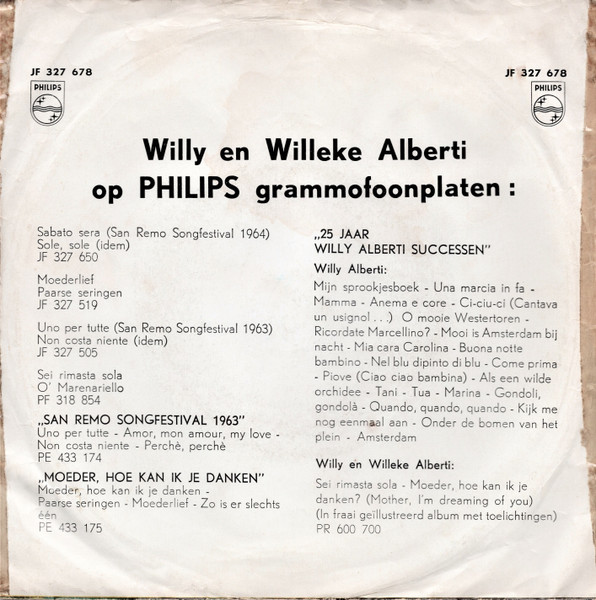 JF 327 678
JF 327 678
PHILIPS
PHILIPS
Willy en Willeke Alberti
op PHILIPS grammofoonplaten :
Sabato sera (San Remo Songfestival 1964)
Sole, sole (idem)
JF 327 650
Moederlief
Paarse seringen
JF 327 519
Uno per tutte (San Remo Songfestival 1963)
Non costa niente (idem)
JF 327 505
Sei rimasta sola
O' Marenariello
PF 318 854
„SAN REMO SONGFESTIVAL 1963"
Uno per tutte - Amor, mon amour, my love -
Non costa niente - Perchè, perchè
PE 433 174
„MOEDER, HOE KAN IK JE DANKEN"
Moeder, hoe kan ik je danken -
Paarse seringen - Moederlief - Zo is er slechts
één
PE 433 175
„25 JAAR
WILLY ALBERTI SUCCESSEN"
Willy Alberti:
Mijn sprookjesboek - Una marcia in fa -
Mamma - Anema e core - Ci-ciu-ci (Cantava
un usignol . . .) O mooie Westertoren -
Ricordate Marcellino? - Mooi is Amsterdam bij
nacht - Mia cara Carolina - Buona notte
bambino - Nel blu dipinto di blu - Come prima
- Piove (Ciao ciao bambina) - Als een wilde
orchidee - Tani - Tua - Marina - Gondoli,
gondolà - Quando, quando, quando - Kijk me
nog eenmaal aan - Onder de bomen van het
plein - Amsterdam
Willy en Willeke Alberti:
Sei rimasta sola - Moeder, hoe kan ik je
danken? (Mother, I'm dreaming of you)
(In fraai geïllustreerd album met toelichtingen)
PR 600 700